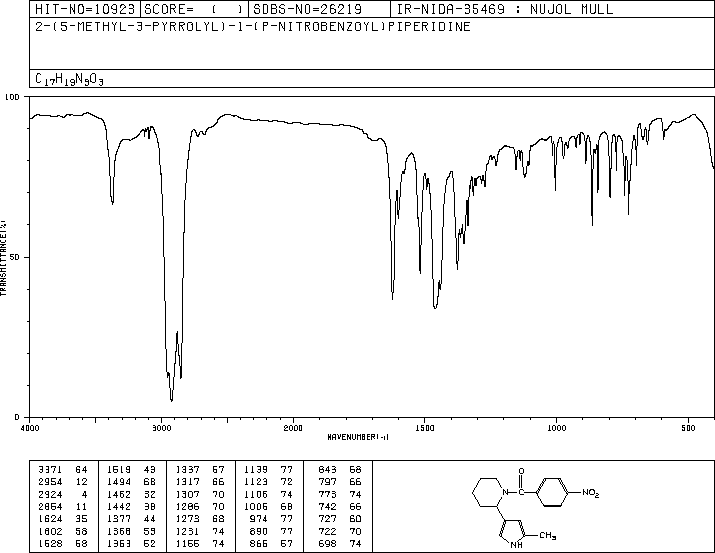 HIT-NO=10923 SCORE= ( ) SDBS-NO=26219 IR-NIDA-35469 : NUJOL MULL
2-(5-METHYL-3-PYRROLYL)-1-(P-NITROBENZOYL)PIPERIDINE
C17H19N3O3
100
50
0
TRANSMITTANCE(%)
4000 3000 2000 1500 1000 500
WAVENUMBER(-1)
3371 64 1519 43 1337 57 1139 77 843 68
2954 12 1494 68 1317 66 1123 72 797 66
2924 4 1462 32 1307 70 1106 74 773 74
2854 11 1442 38 1286 70 1006 68 742 66
1624 35 1377 44 1273 68 974 77 727 60
1602 58 1368 53 1231 74 890 77 722 70
1528 68 1353 52 1155 74 866 57 698 74
O
N-C
NO2
NH
CH3